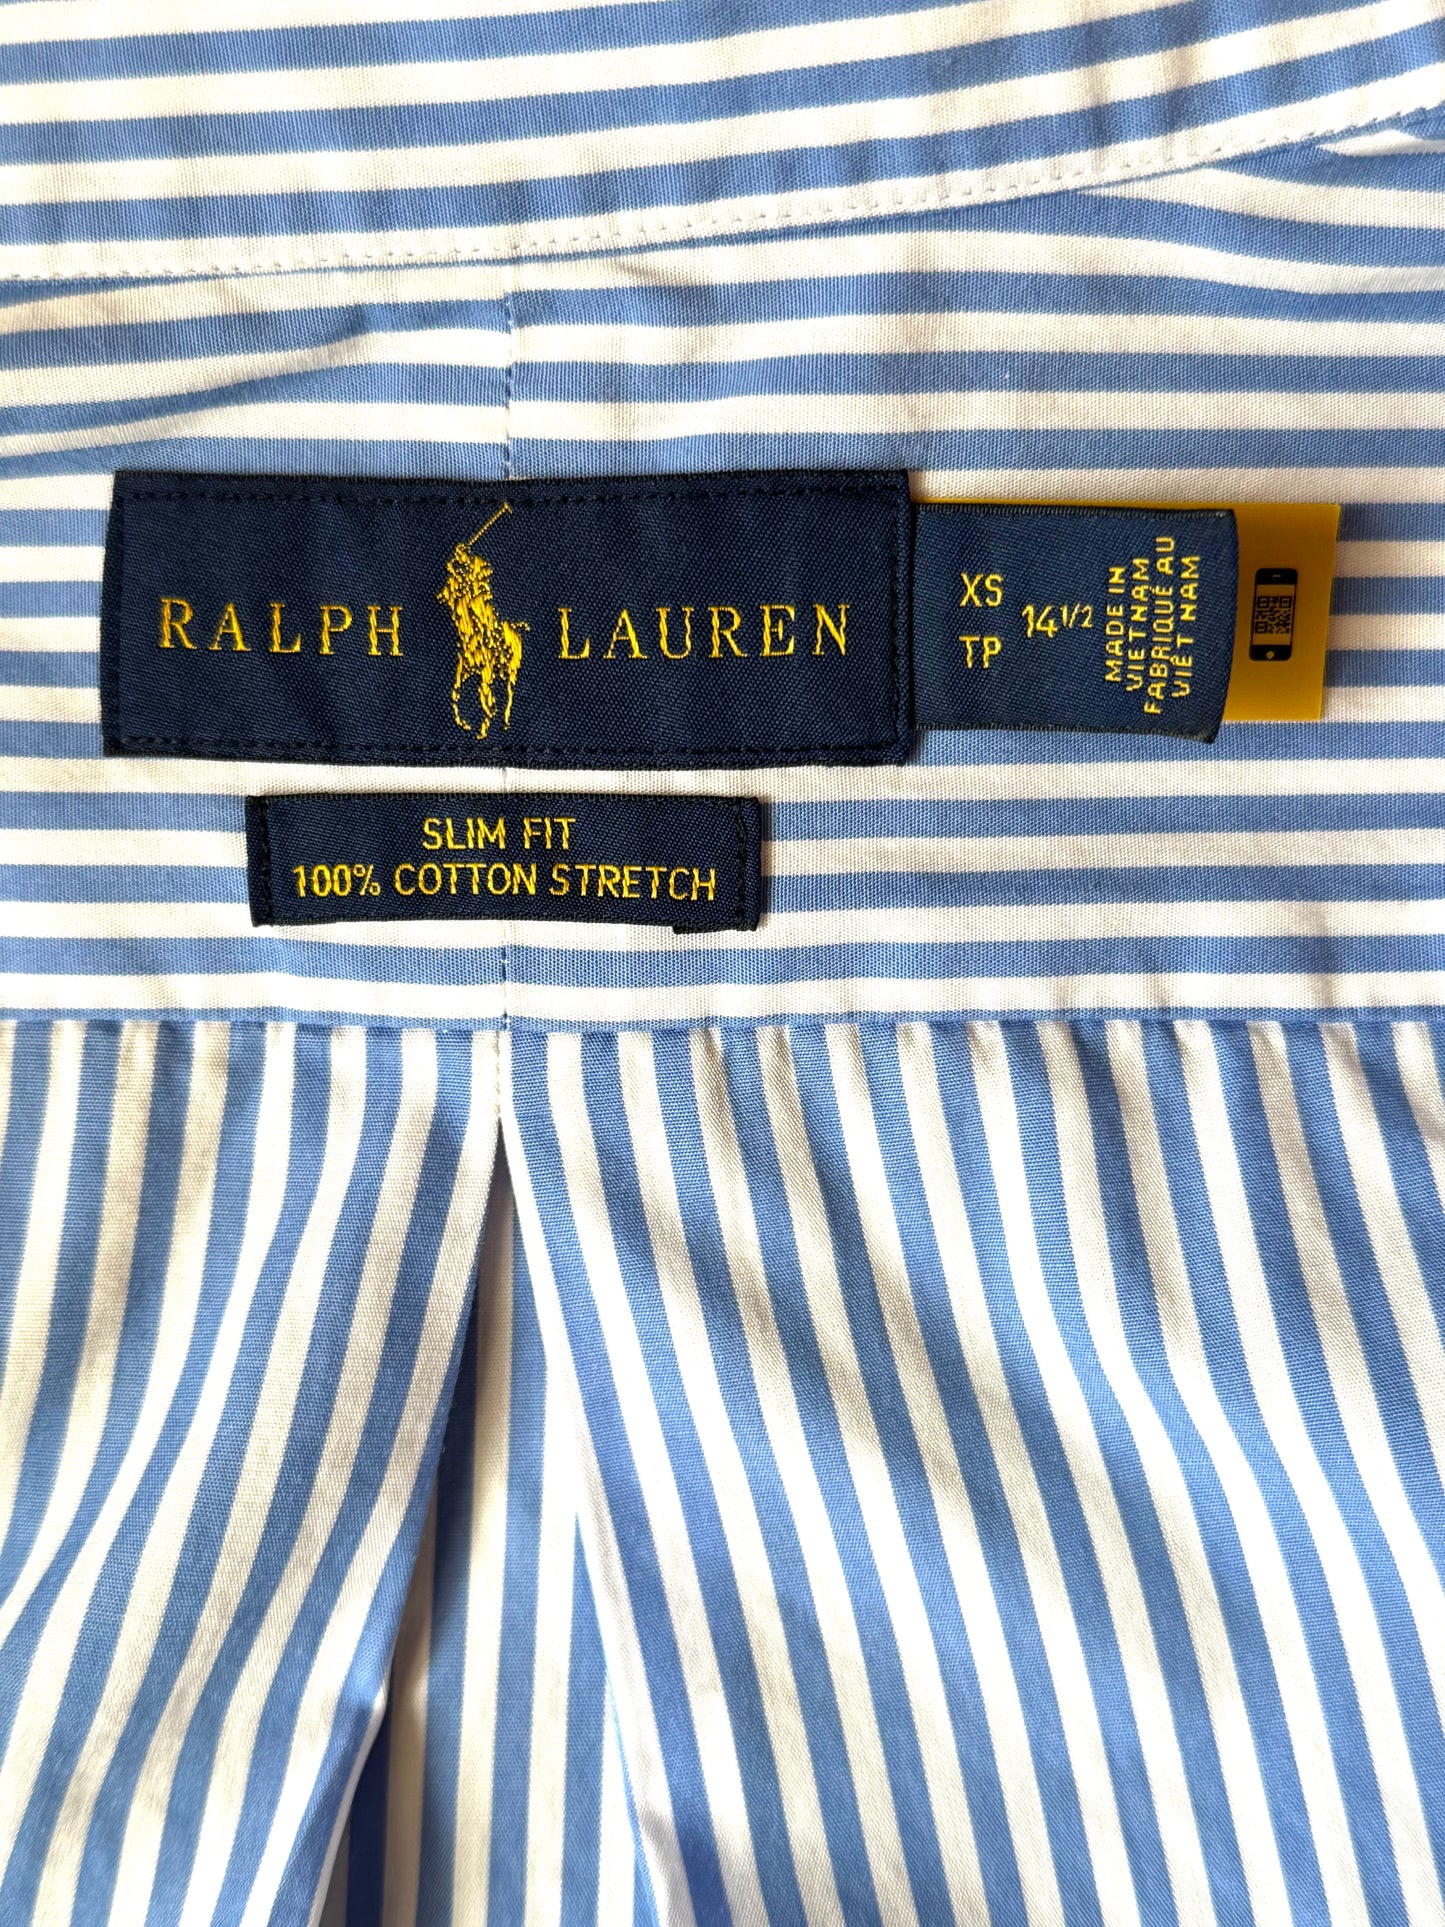 RALPH LAUREN
XS
TP
14 1/2
MADE IN
VIETNAM
FABRIQUÉ AU
VIÊT NAM
SLIM FIT
100% COTTON STRETCH